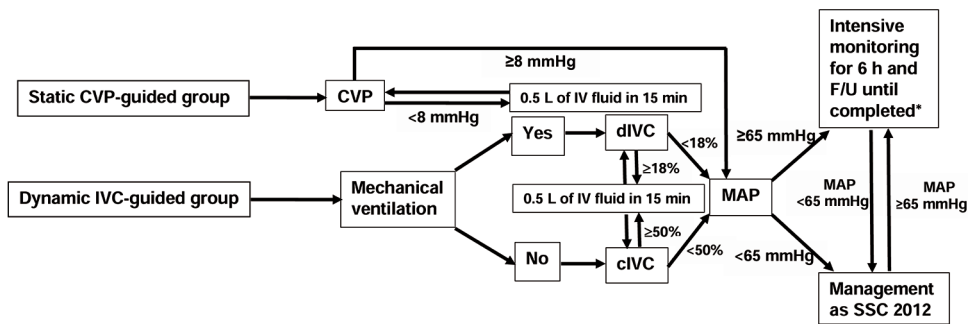 Intensive
monitoring
for 6 h and
F/U until
completed*
≥8 mmHg
Static CVP-guided group
CVP
0.5 L of IV fluid in 15 min
<8 mmHg
Yes
dIVC
<18%
≥65 mmHg
≥18%
Dynamic IVC-guided group
Mechanical
ventilation
0.5 L of IV fluid in 15 min
MAP
MAP
<65 mmHg
MAP
≥65 mmHg
≥50%
No
cIVC
<50%
<65 mmHg
Management
as SSC 2012